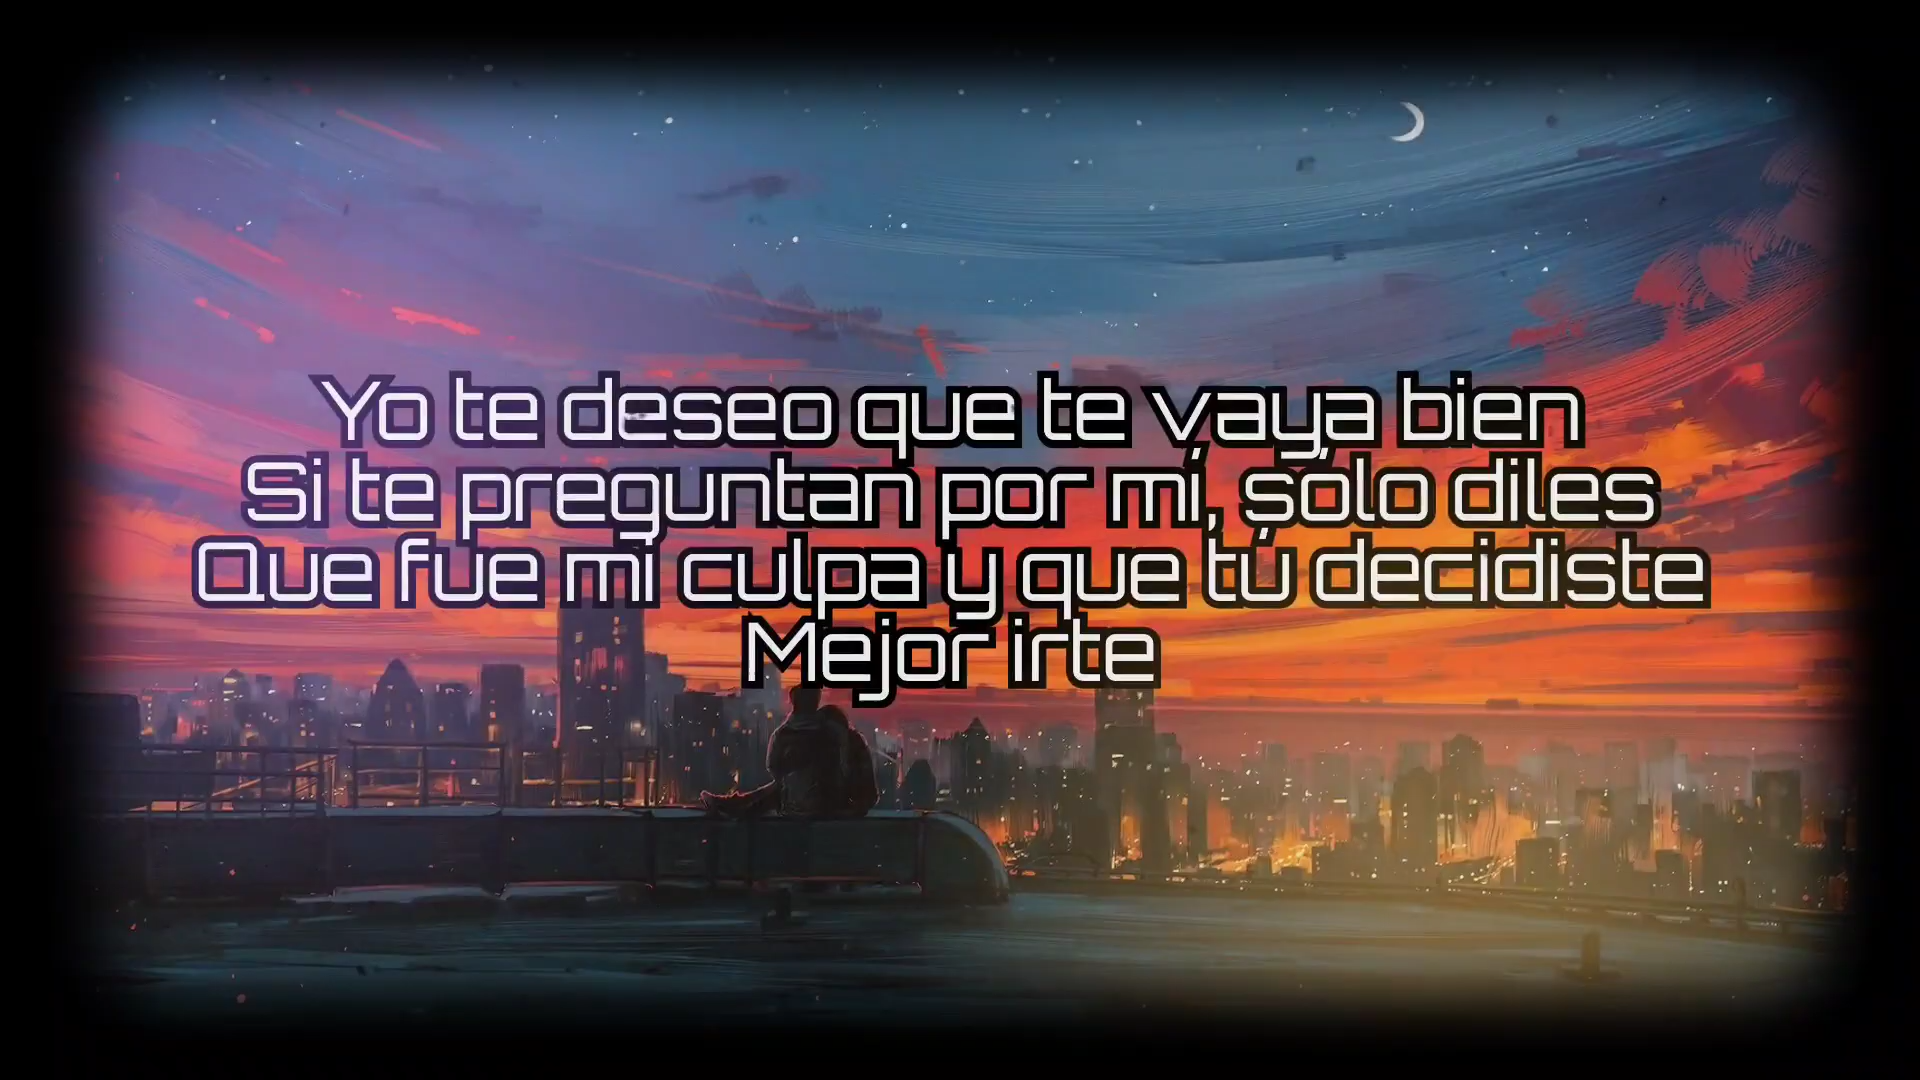 Yo te deseo que te vaya bien
Si te preguntan por mí, sólo diles
Que fue mi culpa y que tú decidiste
Mejor irte